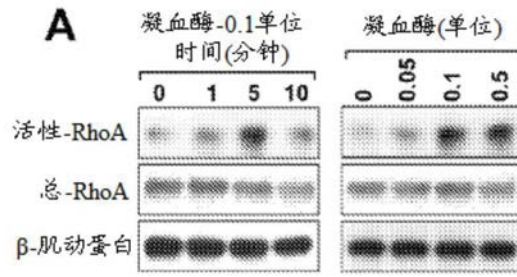 A
凝血酶-0.1单位
时间(分钟)
0 1 5 10
凝血酶(单位)
0 0.05 0.1 0.5
活性-RhoA
总-RhoA
β-肌动蛋白